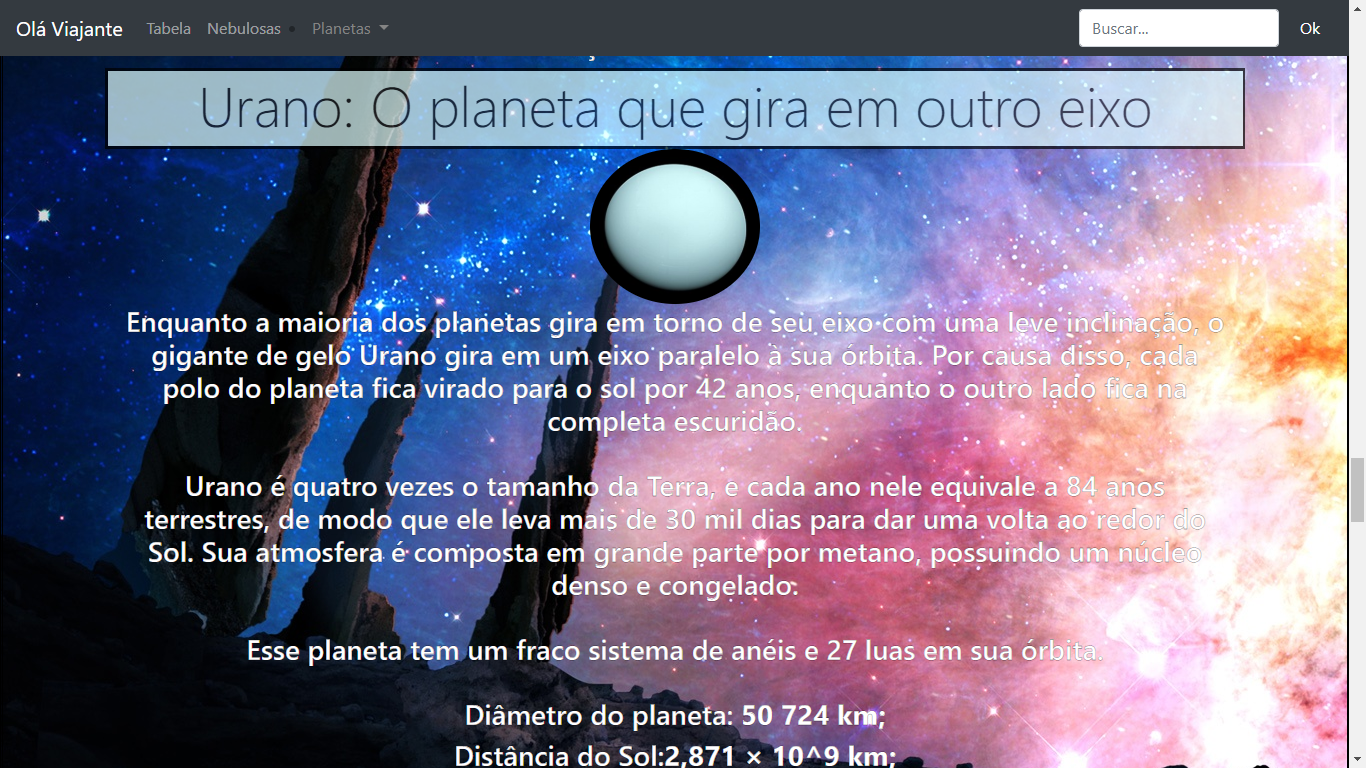 Olá Viajante Tabela Nebulosas Planetas Buscar... Ok
Urano: O planeta que gira em outro eixo
Enquanto a maioria dos planetas gira em torno de seu eixo com uma leve inclinação, o
gigante de gelo Urano gira em um eixo paralelo à sua órbita. Por causa disso, cada
polo do planeta fica virado para o sol por 42 anos, enquanto o outro lado fica na
completa escuridão.
Urano é quatro vezes o tamanho da Terra, e cada ano nele equivale a 84 anos
terrestres, de modo que ele leva mais de 30 mil dias para dar uma volta ao redor do
Sol. Sua atmosfera é composta em grande parte por metano, possuindo um núcleo
denso e congelado.
Esse planeta tem um fraco sistema de anéis e 27 luas em sua órbita.
Diâmetro do planeta: 50 724 km;
Distância do Sol:2,871 × 10^9 km;